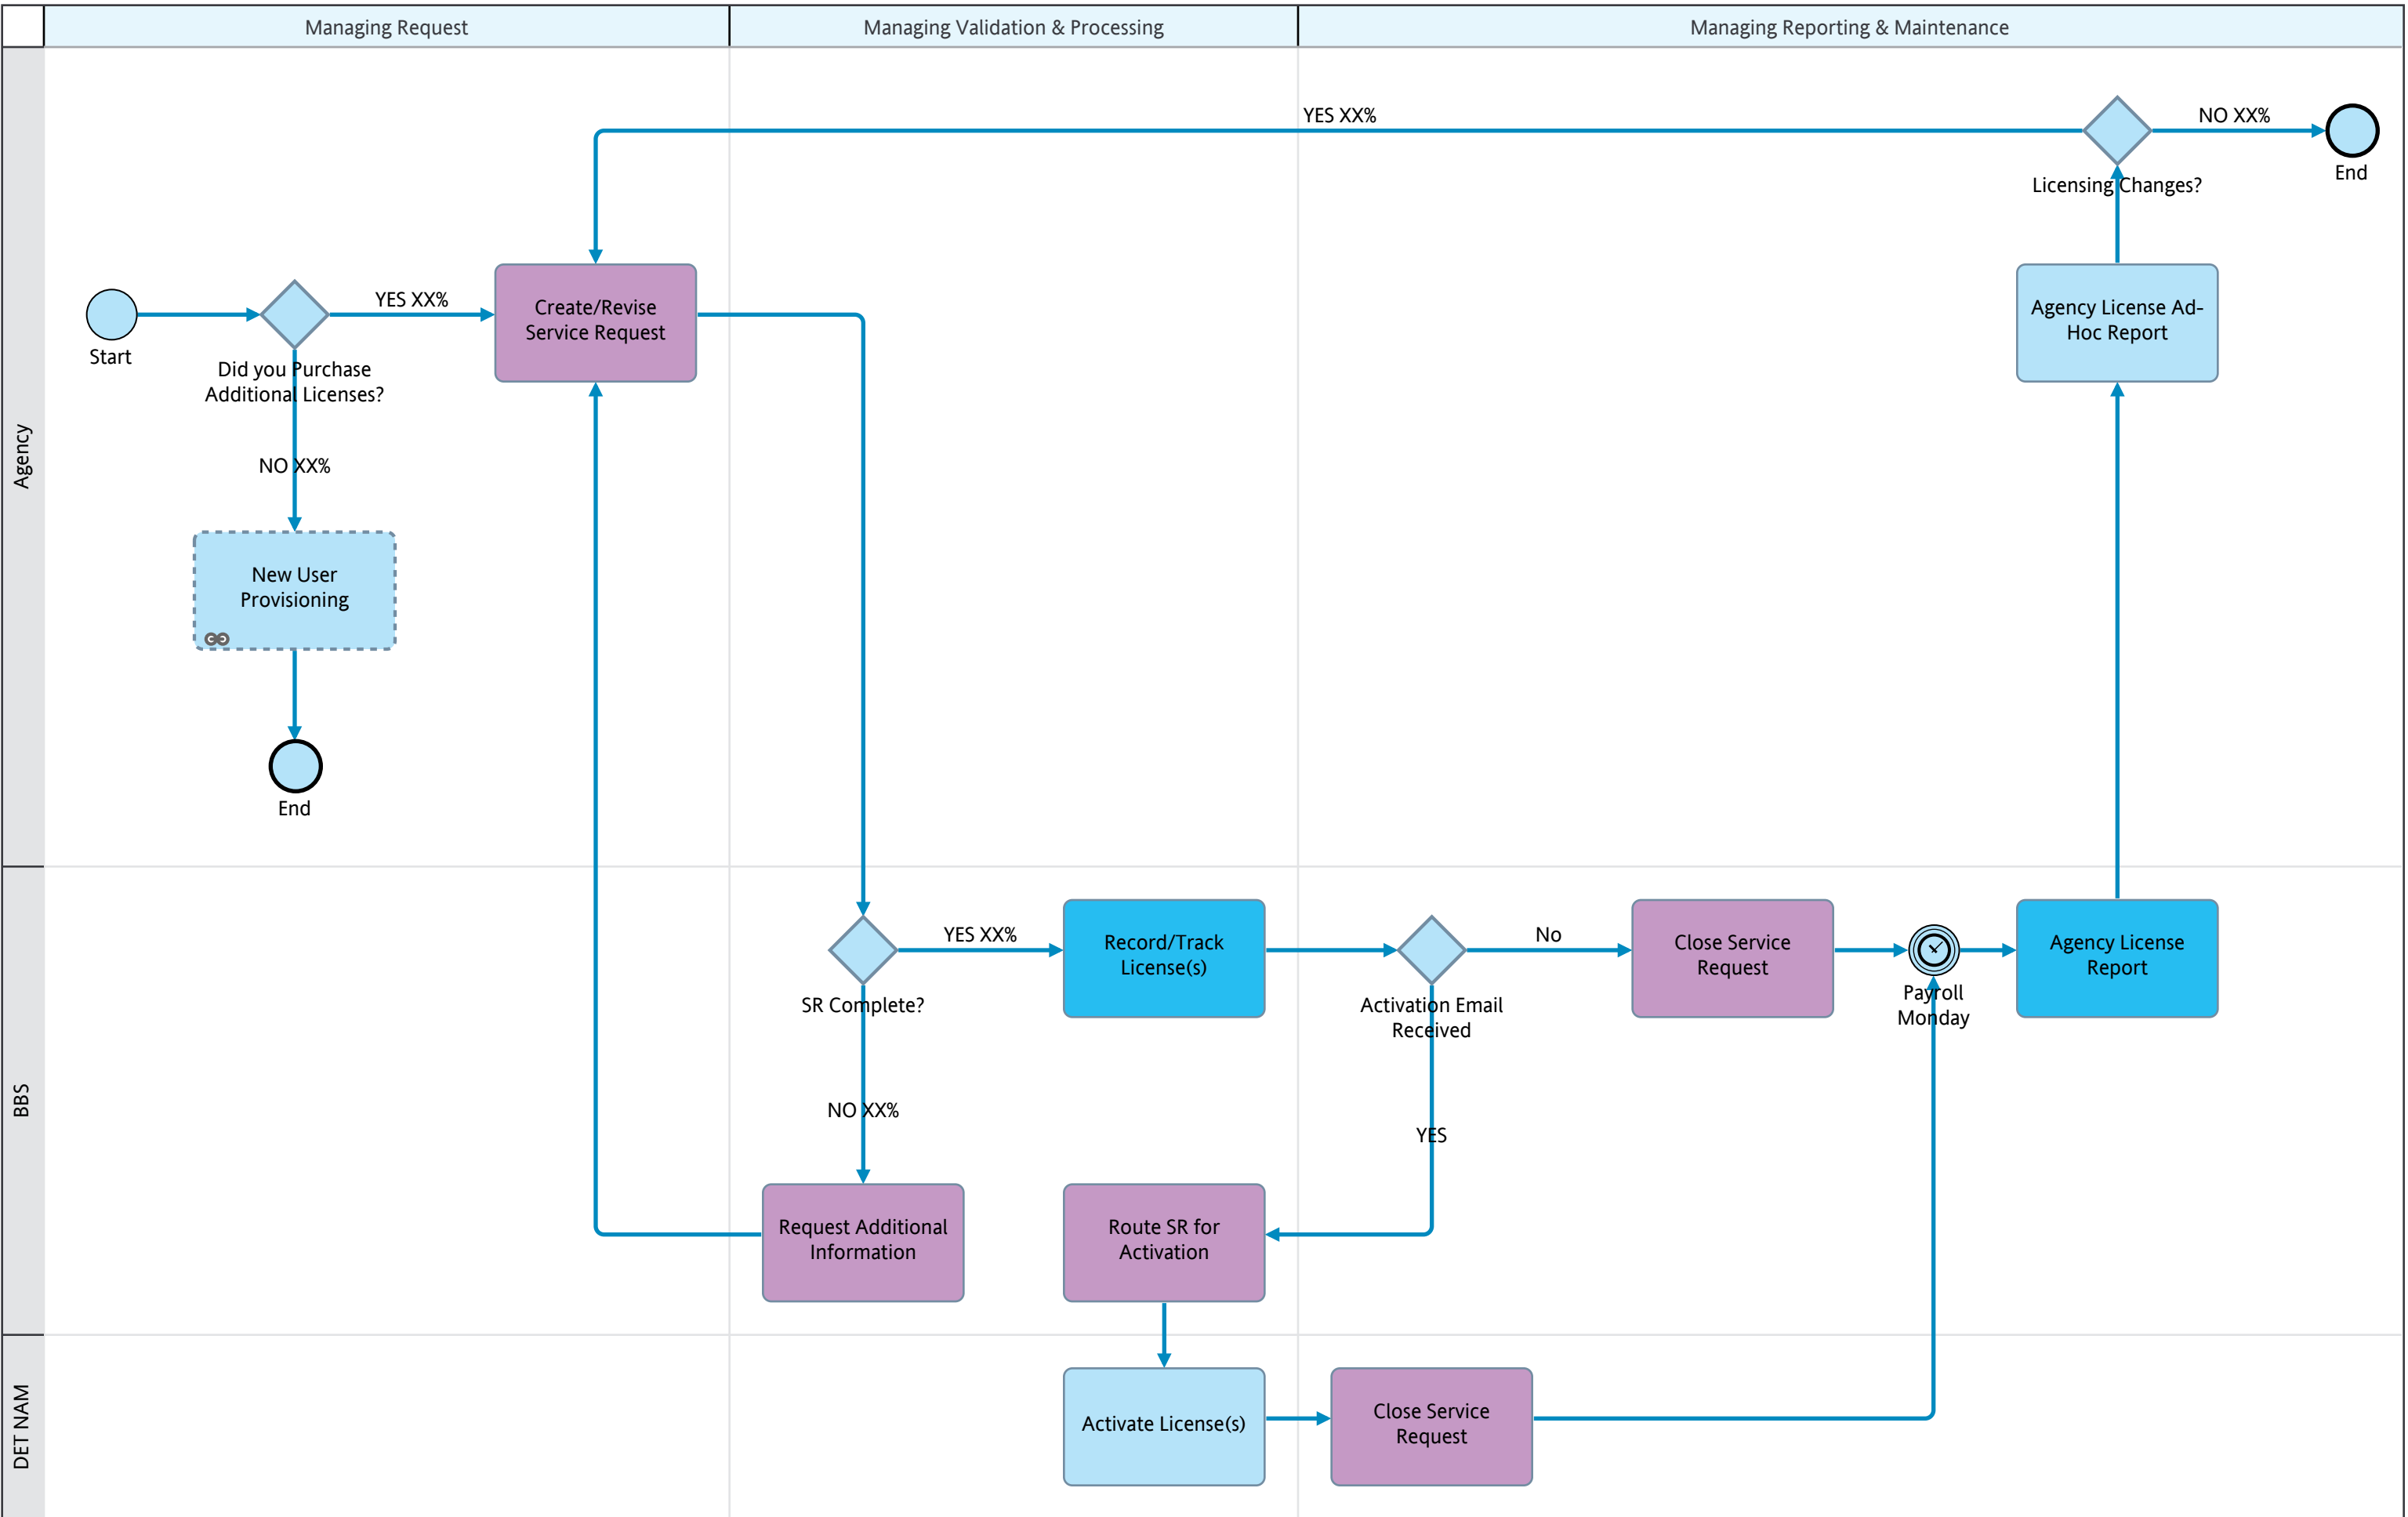 Managing Request
Managing Validation & Processing
Managing Reporting & Maintenance
Agency
YES XX%
NO XX%
End
Licensing Changes?
Start
YES XX%
Did you Purchase
Additional Licenses?
Create/Revise
Service Request
Agency License Ad-
Hoc Report
NO XX%
New User
Provisioning
End
BBS
SR Complete?
YES XX%
Record/Track
License(s)
Activation Email
Received
No
Close Service
Request
Payroll
Monday
Agency License
Report
NO XX%
YES
Request Additional
Information
Route SR for
Activation
DET NAM
Activate License(s)
Close Service
Request